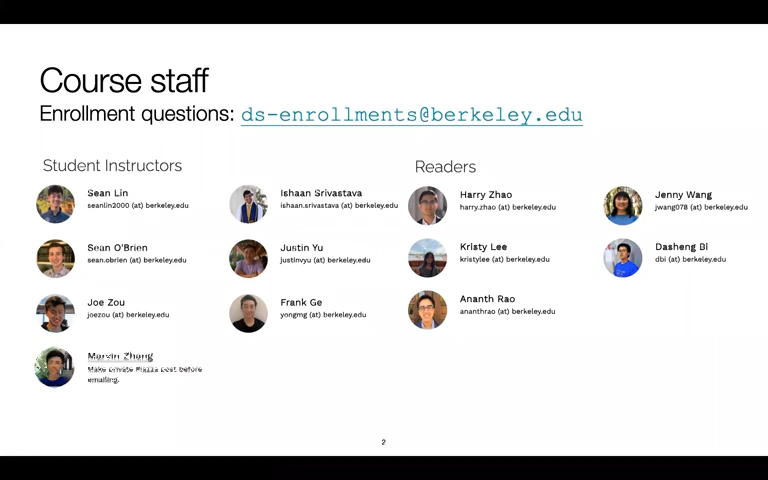 Course staff
Enrollment questions: ds-enrollments@berkeley.edu
Student Instructors
Sean Lin
seanlin2000 (at) berkeley.edu
Ishaan Srivastava
ishaan.srivastava (at) berkeley.edu
Sean O'Brien
sean.obrien (at) berkeley.edu
Justin Yu
justinvyu (at) berkeley.edu
Joe Zou
joezou (at) berkeley.edu
Frank Ge
yongmg (at) berkeley.edu
Marvin Zhang
Make private Piazza post before
emailing.
Readers
Harry Zhao
harry.zhao (at) berkeley.edu
Jenny Wang
jwang078 (at) berkeley.edu
Kristy Lee
kristylee (at) berkeley.edu
Dasheng Bi
dbi (at) berkeley.edu
Ananth Rao
ananthrao (at) berkeley.edu
2